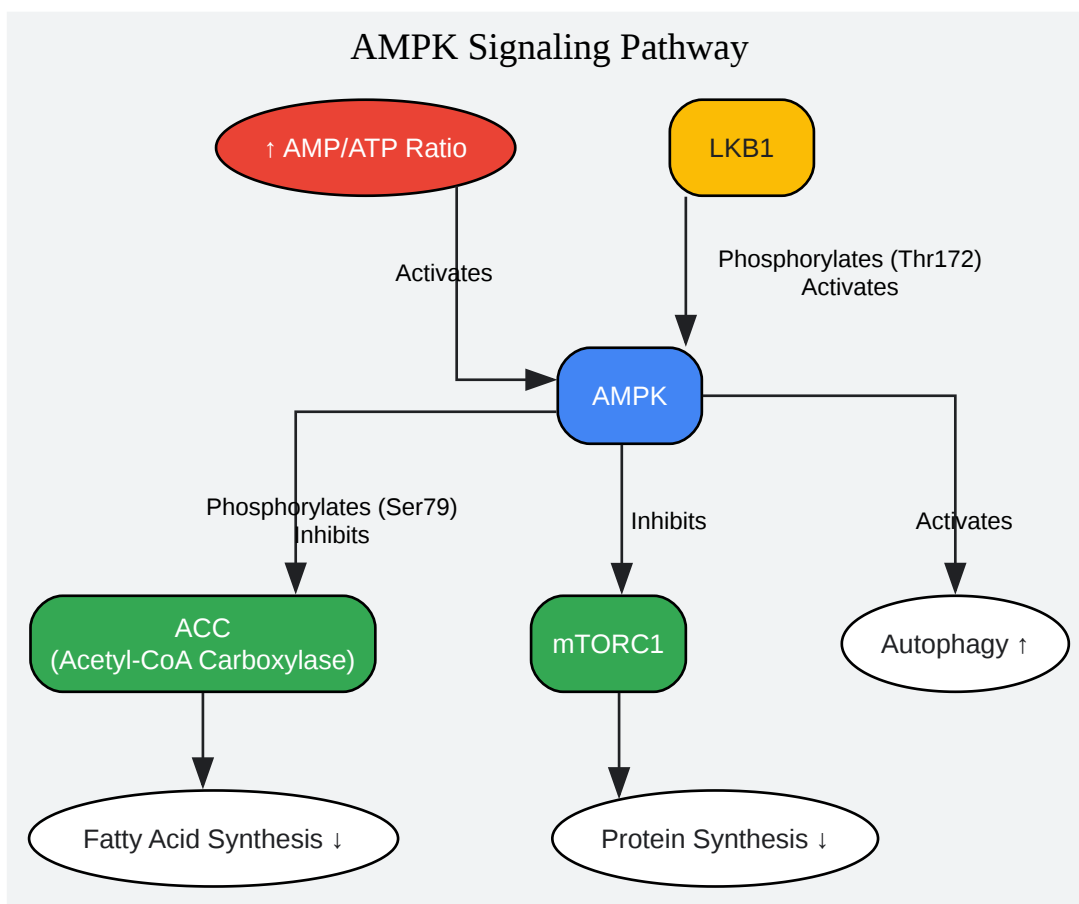 AMPK Signaling Pathway
↑ AMP/ATP Ratio
LKB1
Activates
Phosphorylates (Thr172)
Activates
AMPK
Phosphorylates (Ser79)
Inhibits
Inhibits
Activates
ACC
(Acetyl-CoA Carboxylase)
mTORC1
Autophagy ↑
Fatty Acid Synthesis ↓
Protein Synthesis ↓